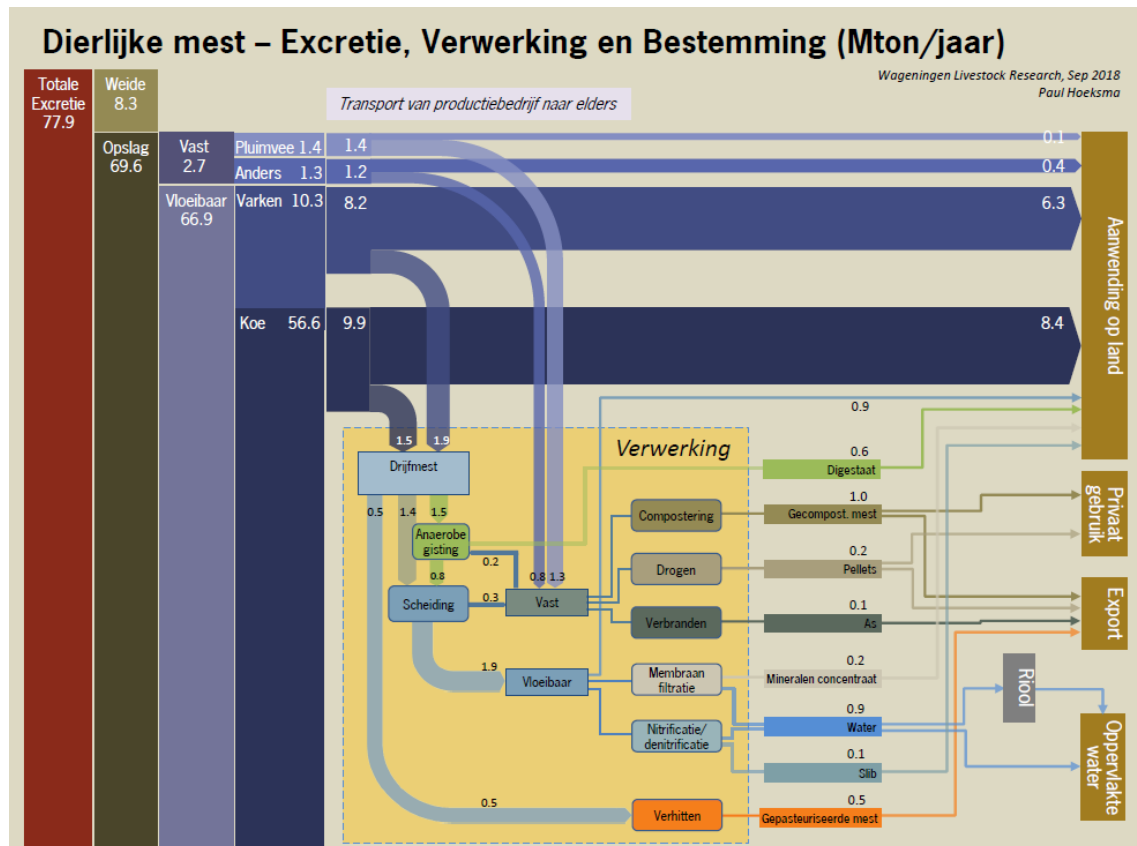 Dierlijke mest – Excretie, Verwerking en Bestemming (Mton/jaar)
Wageningen Livestock Research, Sep 2018
Paul Hoeksma
Totale
Excretie
77.9
Weide
8.3
Transport van productiebedrijf naar elders
Opslag
69.6
Vast
2.7
Pluimvee 1.4
1.4
0.1
Anders 1.3
1.2
0.4
Vloeibaar
66.9
Varken 10.3
8.2
6.3
Koe 56.6
9.9
8.4
Aanwending op land
0.9
1.5
1.9
Verwerking
Drijfmest
0.6
Digestaat
0.5
1.4
1.5
Anaerobe
gisting
0.2
0.8
Compostering
1.0
Gecompost. mest
Privaat
gebruik
Drogen
0.2
Pellets
0.8
1.3
Scheiding
0.3
Vast
Verbranden
0.1
As
Export
1.9
Vloeibaar
Membraan
filtratie
0.2
Mineralen concentraat
Riool
Nitrificatie/
denitrificatie
0.9
Water
0.1
Slib
Oppervlakte
water
0.5
Verhitten
0.5
Gepasteuriseerde mest